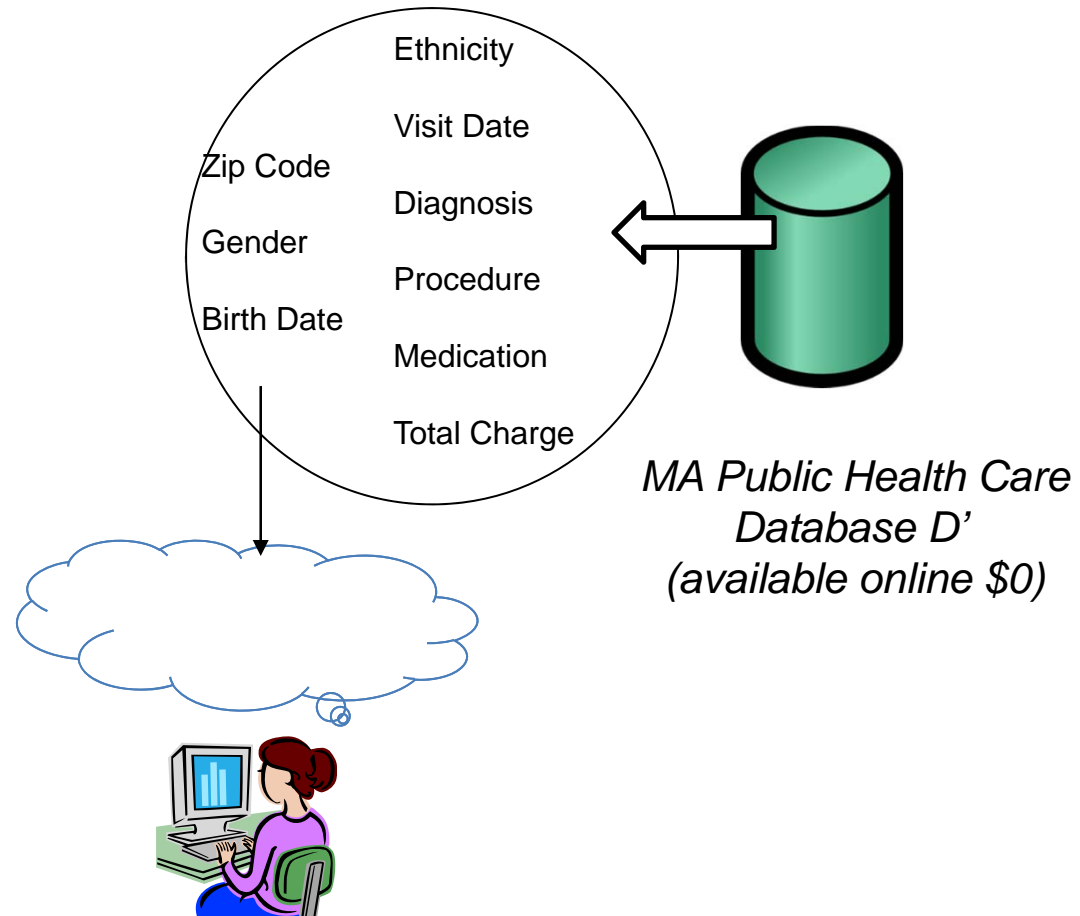 Zip Code
Gender
Birth Date
Ethnicity
Visit Date
Diagnosis
Procedure
Medication
Total Charge
MA Public Health Care
Database D’
(available online $0)